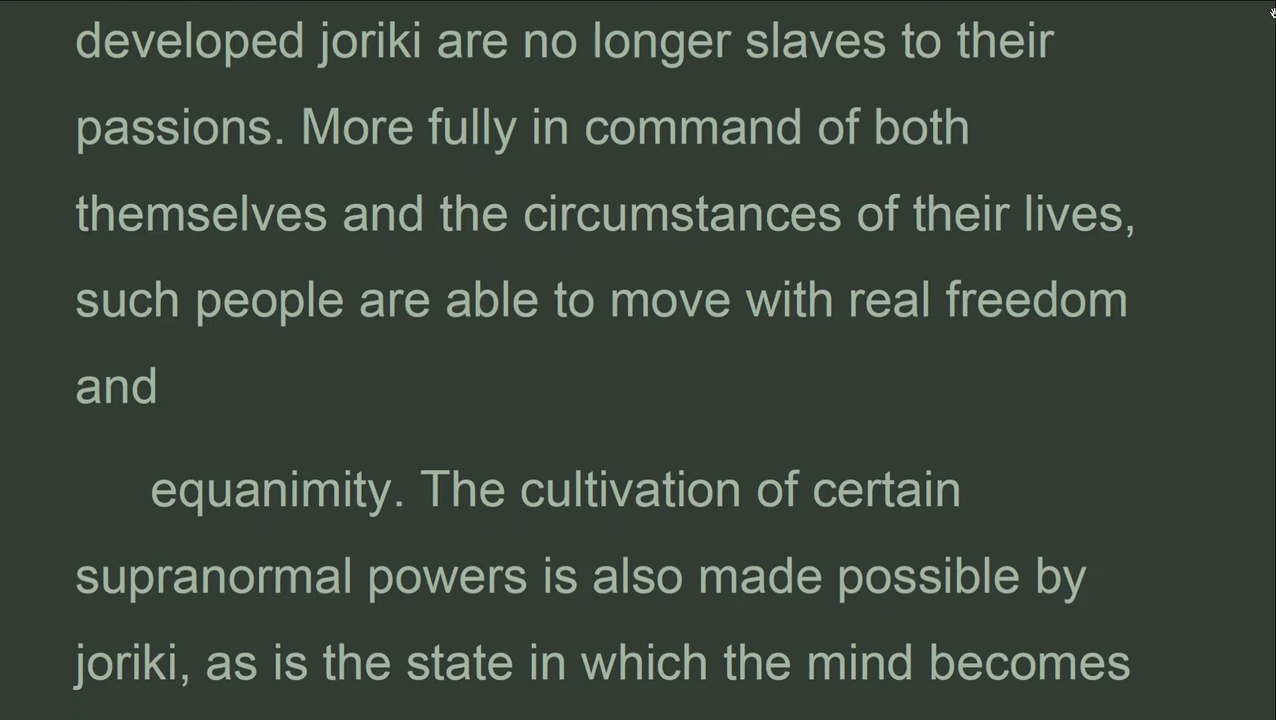 developed joriki are no longer slaves to their
passions. More fully in command of both
themselves and the circumstances of their lives,
such people are able to move with real freedom
and
equanimity. The cultivation of certain
supranormal powers is also made possible by
joriki, as is the state in which the mind becomes